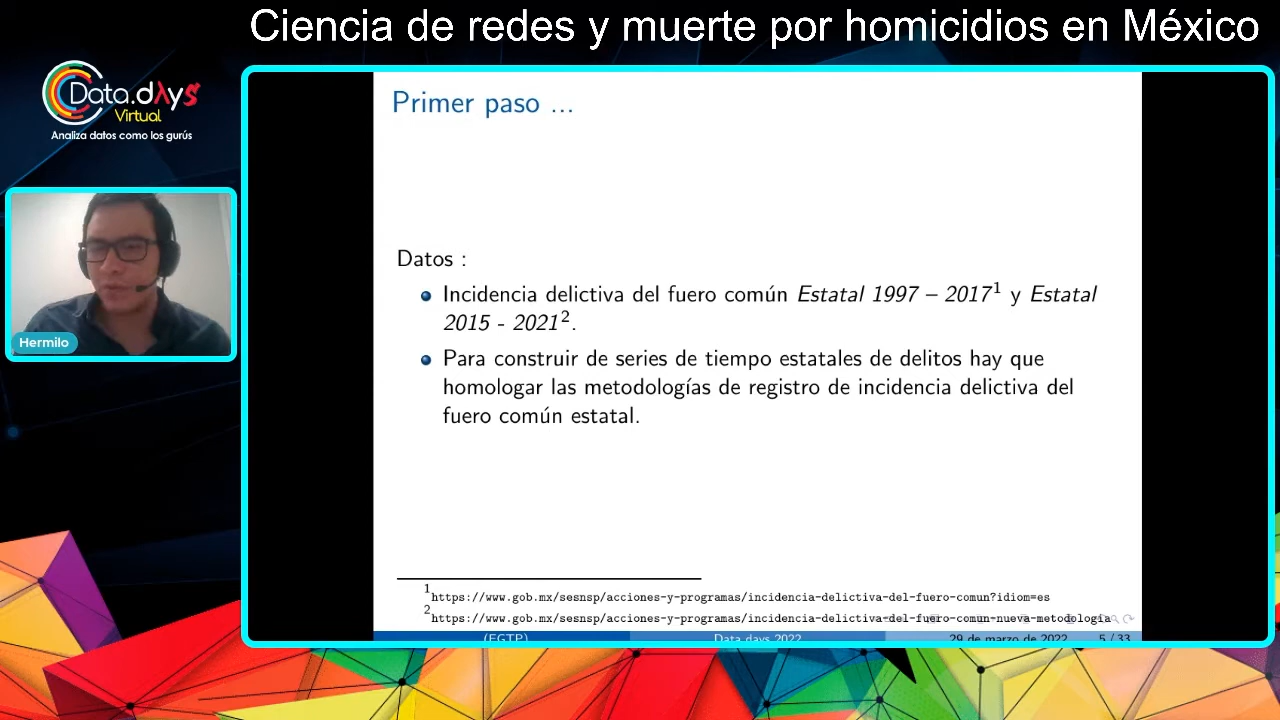 Ciencia de redes y muerte por homicidios en México
Data.dAys
Virtual
Analiza datos como los gurús
Hermilo
Primer paso ...
Datos :
Incidencia delictiva del fuero común Estatal 1997 – 2017¹ y Estatal
2015 - 2021².
Para construir de series de tiempo estatales de delitos hay que
homologar las metodologías de registro de incidencia delictiva del
fuero común estatal.
¹https://www.gob.mx/sesnsp/acciones-y-programas/incidencia-delictiva-del-fuero-comun?idiom=es
²https://www.gob.mx/sesnsp/acciones-y-programas/incidencia-delictiva-del-fuero-comun-nueva-metodologia
(EGTP) Data days 2022 29 de marzo de 2022 5 / 33